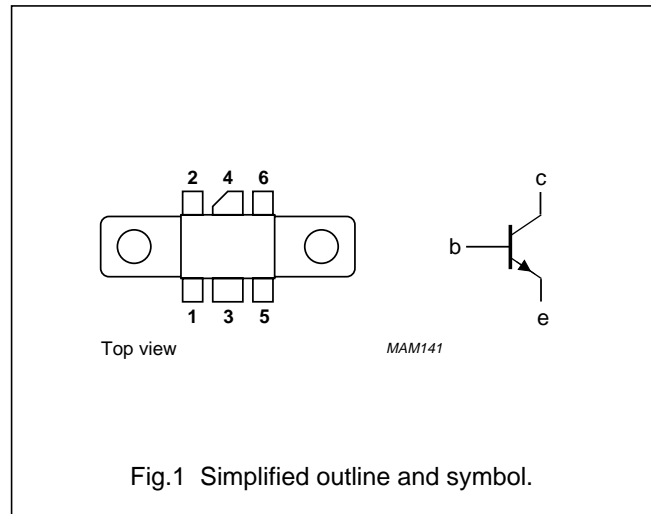 2 4 6
c
b
1 3 5
e
Top view
MAM141
Fig.1 Simplified outline and symbol.